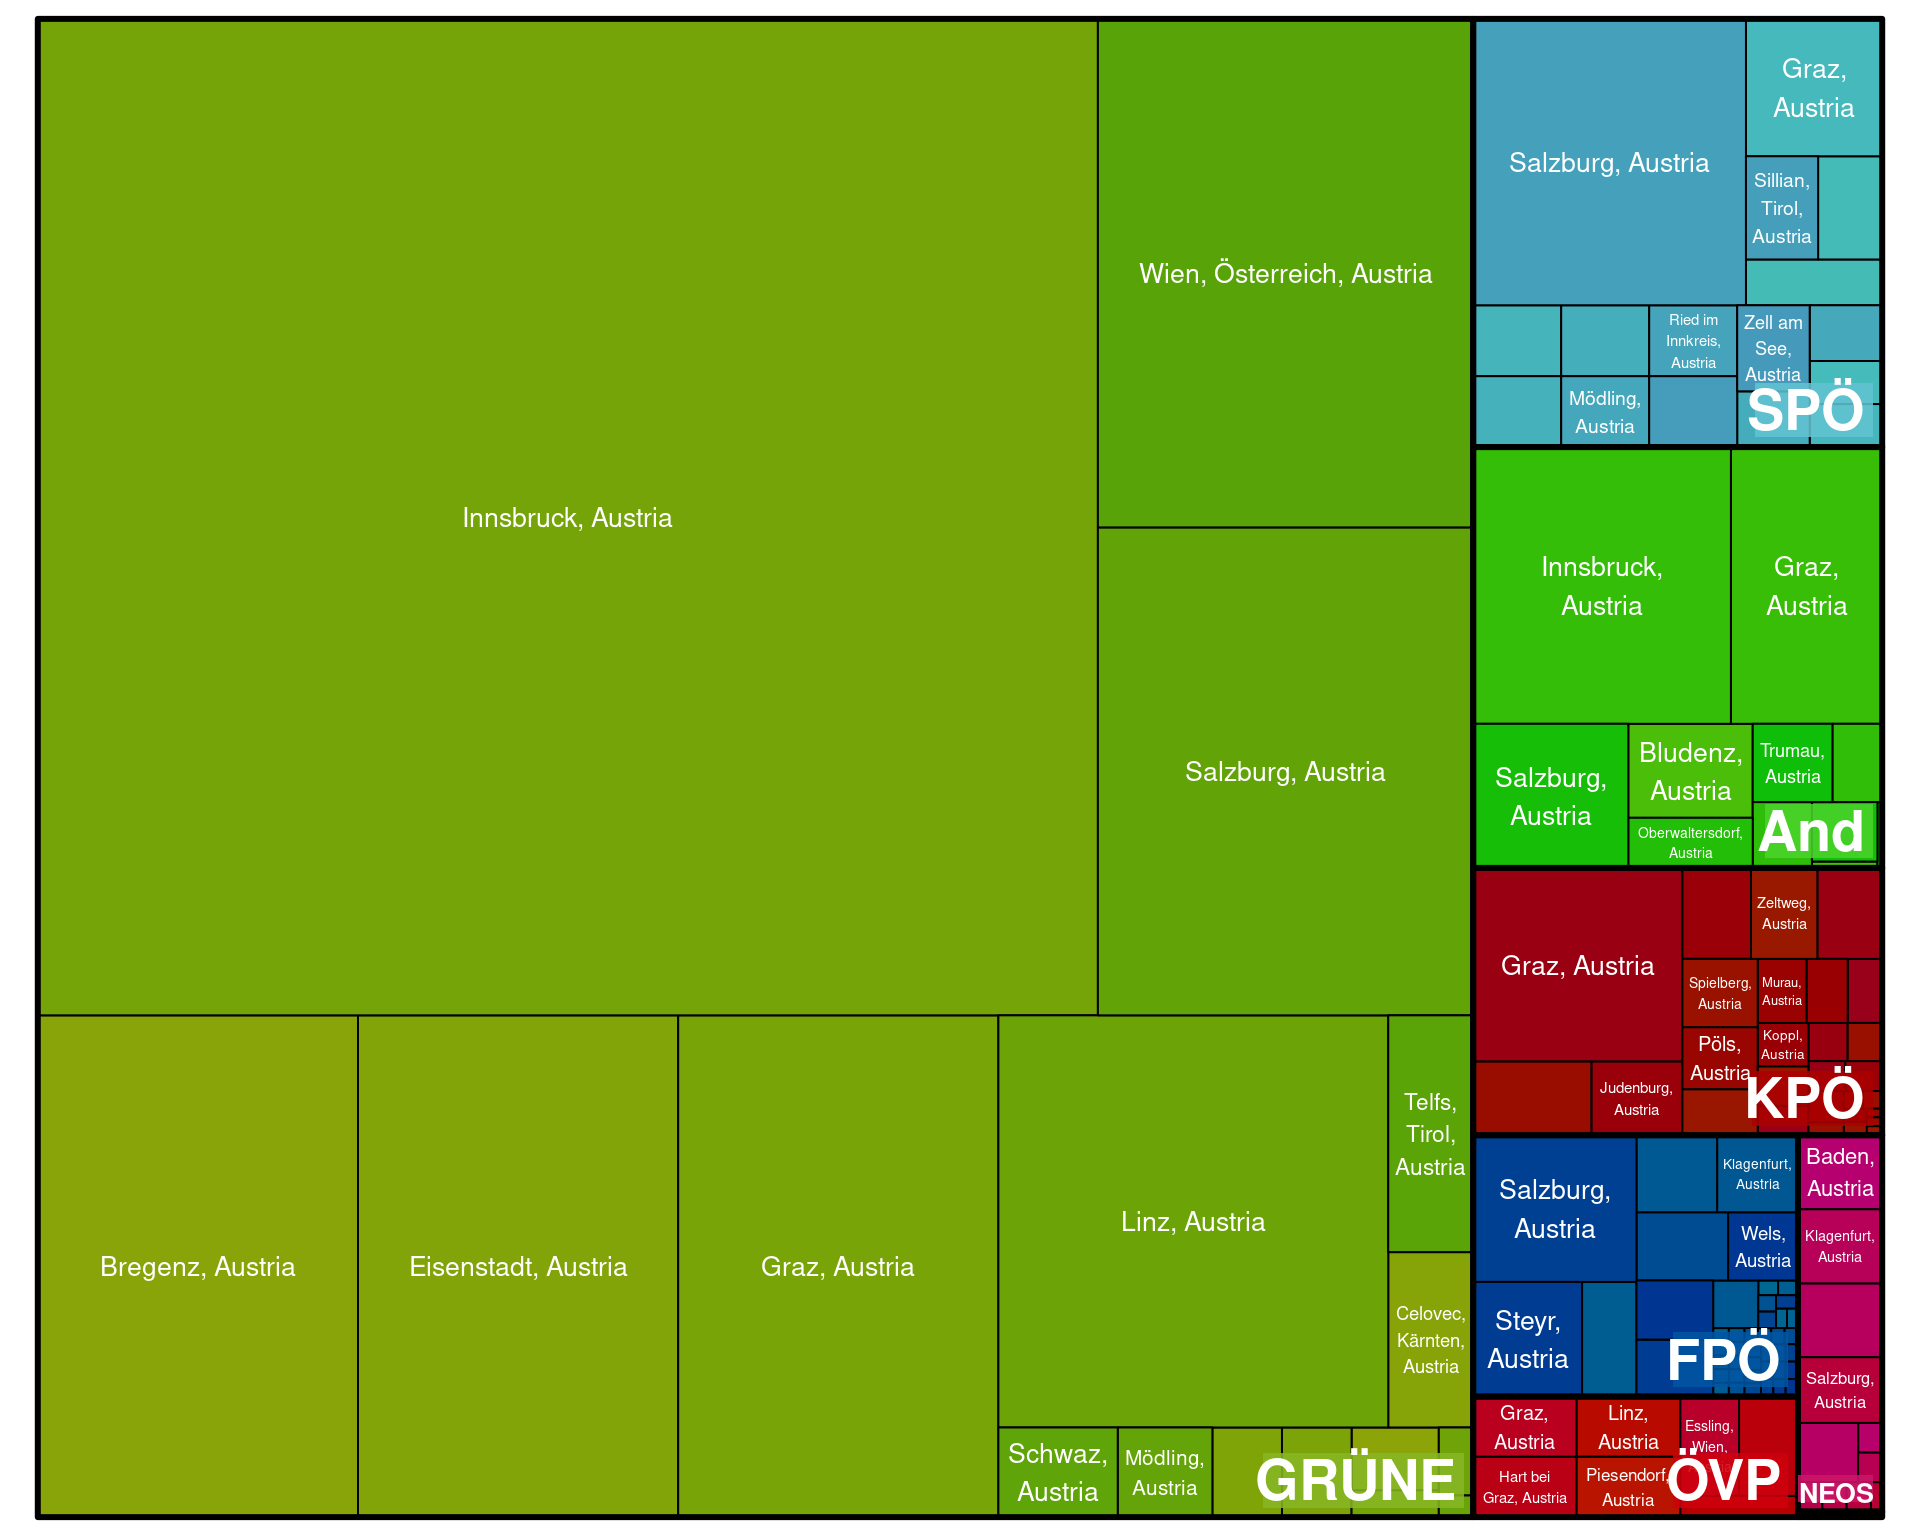 Innsbruck, Austria
Wien, Österreich, Austria
Salzburg, Austria
Bregenz, Austria
Eisenstadt, Austria
Graz, Austria
Linz, Austria
Telfs,
Tirol,
Austria
Celovec,
Kärnten,
Austria
Schwaz,
Austria
Mödling,
Austria
GRÜNE
Salzburg, Austria
Graz,
Austria
Sillian,
Tirol,
Austria
Ried im
Innkreis,
Austria
Zell am
See,
Austria
Mödling,
Austria
SPÖ
Innsbruck,
Austria
Graz,
Austria
Salzburg,
Austria
Bludenz,
Austria
Trumau,
Austria
Oberwaltersdorf,
Austria
And
Graz, Austria
Zeltweg,
Austria
Spielberg,
Austria
Murau,
Austria
Pöls,
Austria
Koppl,
Austria
Judenburg,
Austria
KPÖ
Salzburg,
Austria
Klagenfurt,
Austria
Wels,
Austria
Steyr,
Austria
FPÖ
Baden,
Austria
Klagenfurt,
Austria
Salzburg,
Austria
NEOS
Graz,
Austria
Linz,
Austria
Essling,
Wien,
Hart bei
Graz, Austria
Piesendorf,
Austria
ÖVP